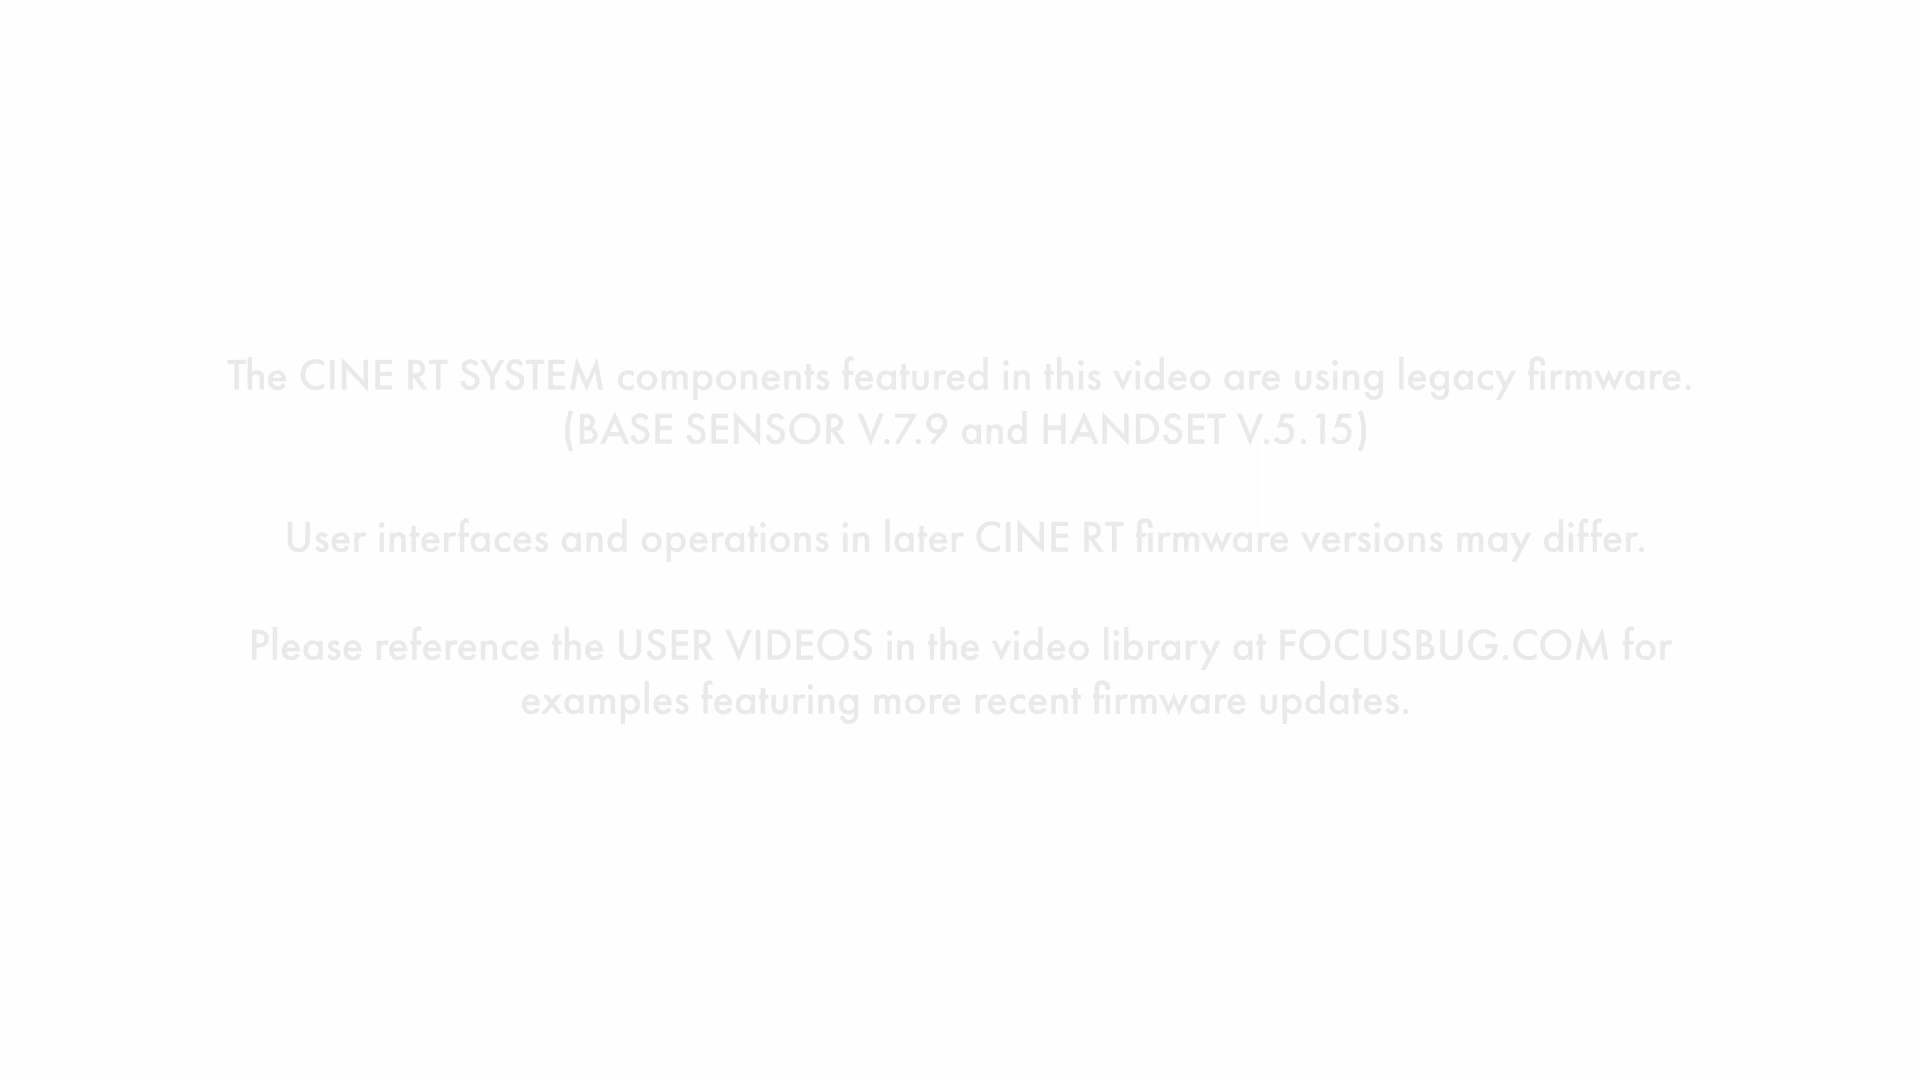 The CINE RT SYSTEM components featured in this video are using legacy firmware.
(BASE SENSOR V.7.9 and HANDSET V.5.15)
User interfaces and operations in later CINE RT firmware versions may differ.
Please reference the USER VIDEOS in the video library at FOCUSBUG.COM for
examples featuring more recent firmware updates.